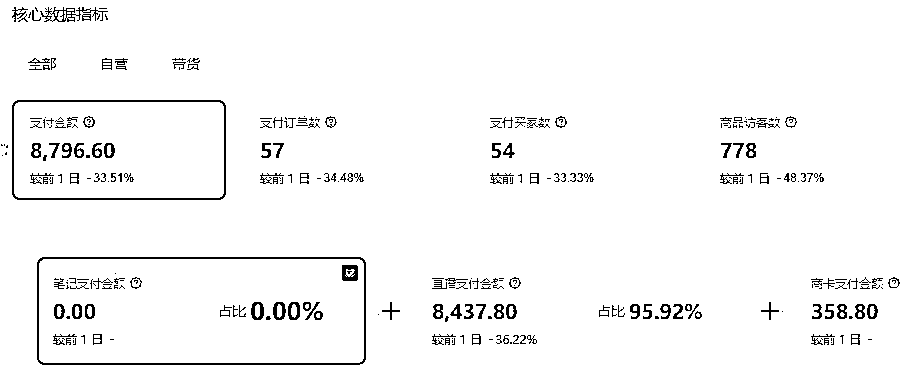 核心数据指标
全部 自营 带货
支付金额 支付订单数 支付买家数 商品访客数
8,796.60 57 54 778
较前1日 -33.51% 较前1日 -34.48% 较前1日 -33.33% 较前1日 -48.37%
笔记支付金额 直播支付金额 商卡支付金额
0.00 占比 0.00% + 8,437.80 占比 95.92% + 358.80
较前1日 - 较前1日 -36.22% 较前1日 -